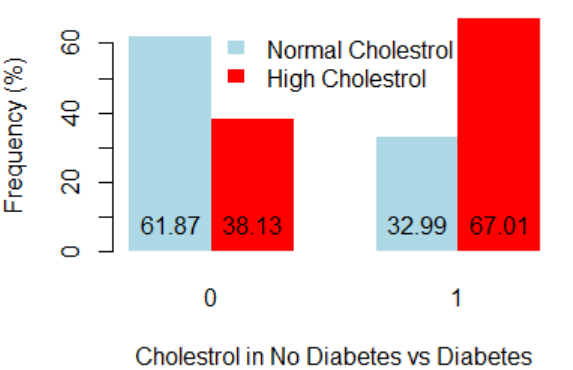 Frequency (%)
60
40
20
0
Normal Cholestrol
High Cholestrol
61.87 38.13 32.99 67.01
0 1
Cholestrol in No Diabetes vs Diabetes